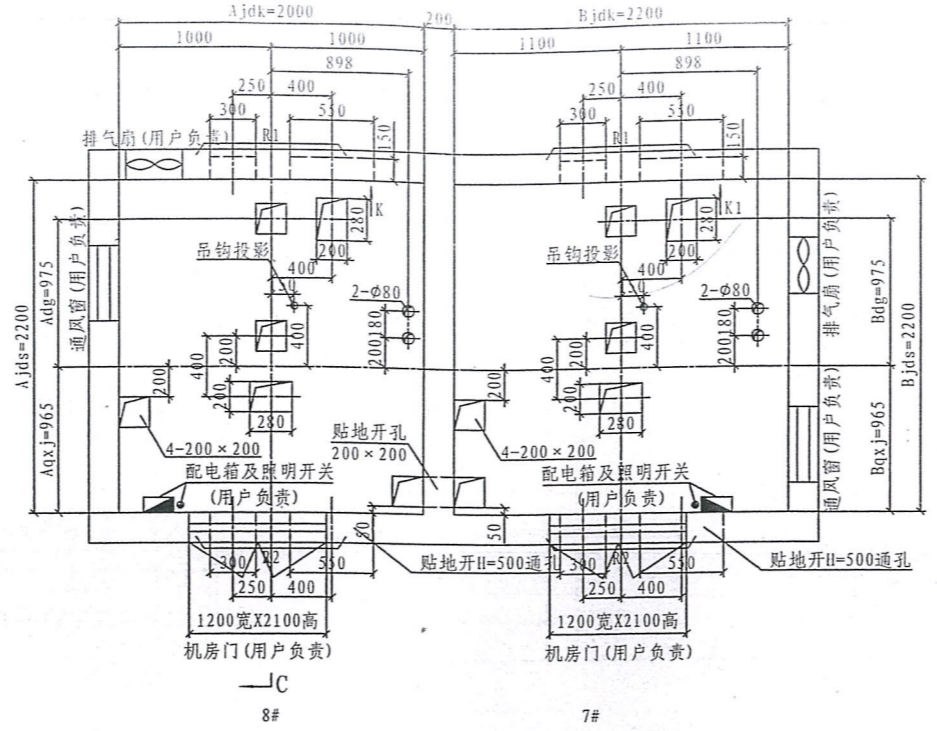 Ajdk=2000
200
Bjdk=2200
1000
1000
1100
1100
898
898
250
400
250
400
300
550
300
550
R1
R1
150
150
排气扇(用户负责)
K
K1
280
280
200
200
吊钩投影
吊钩投影
400
400
150
150
2-Φ80
2-Φ80
通风窗(用户负责)
排气扇(用户负责)
Adg=975
Bdg=975
Ajds=2200
Bjds=2200
180
180
200
200
400
200
400
400
200
400
200
200
200
200
280
280
Aqxj=965
Bqxj=965
通风窗(用户负责)
4-200×200
4-200×200
贴地开孔
200×200
配电箱及照明开关
(用户负责)
配电箱及照明开关
(用户负责)
50
50
300
R2
550
300
R2
550
贴地开H=500通孔
贴地开H=500通孔
250
400
250
400
1200宽X2100高
1200宽X2100高
机房门(用户负责)
机房门(用户负责)
C
8#
7#